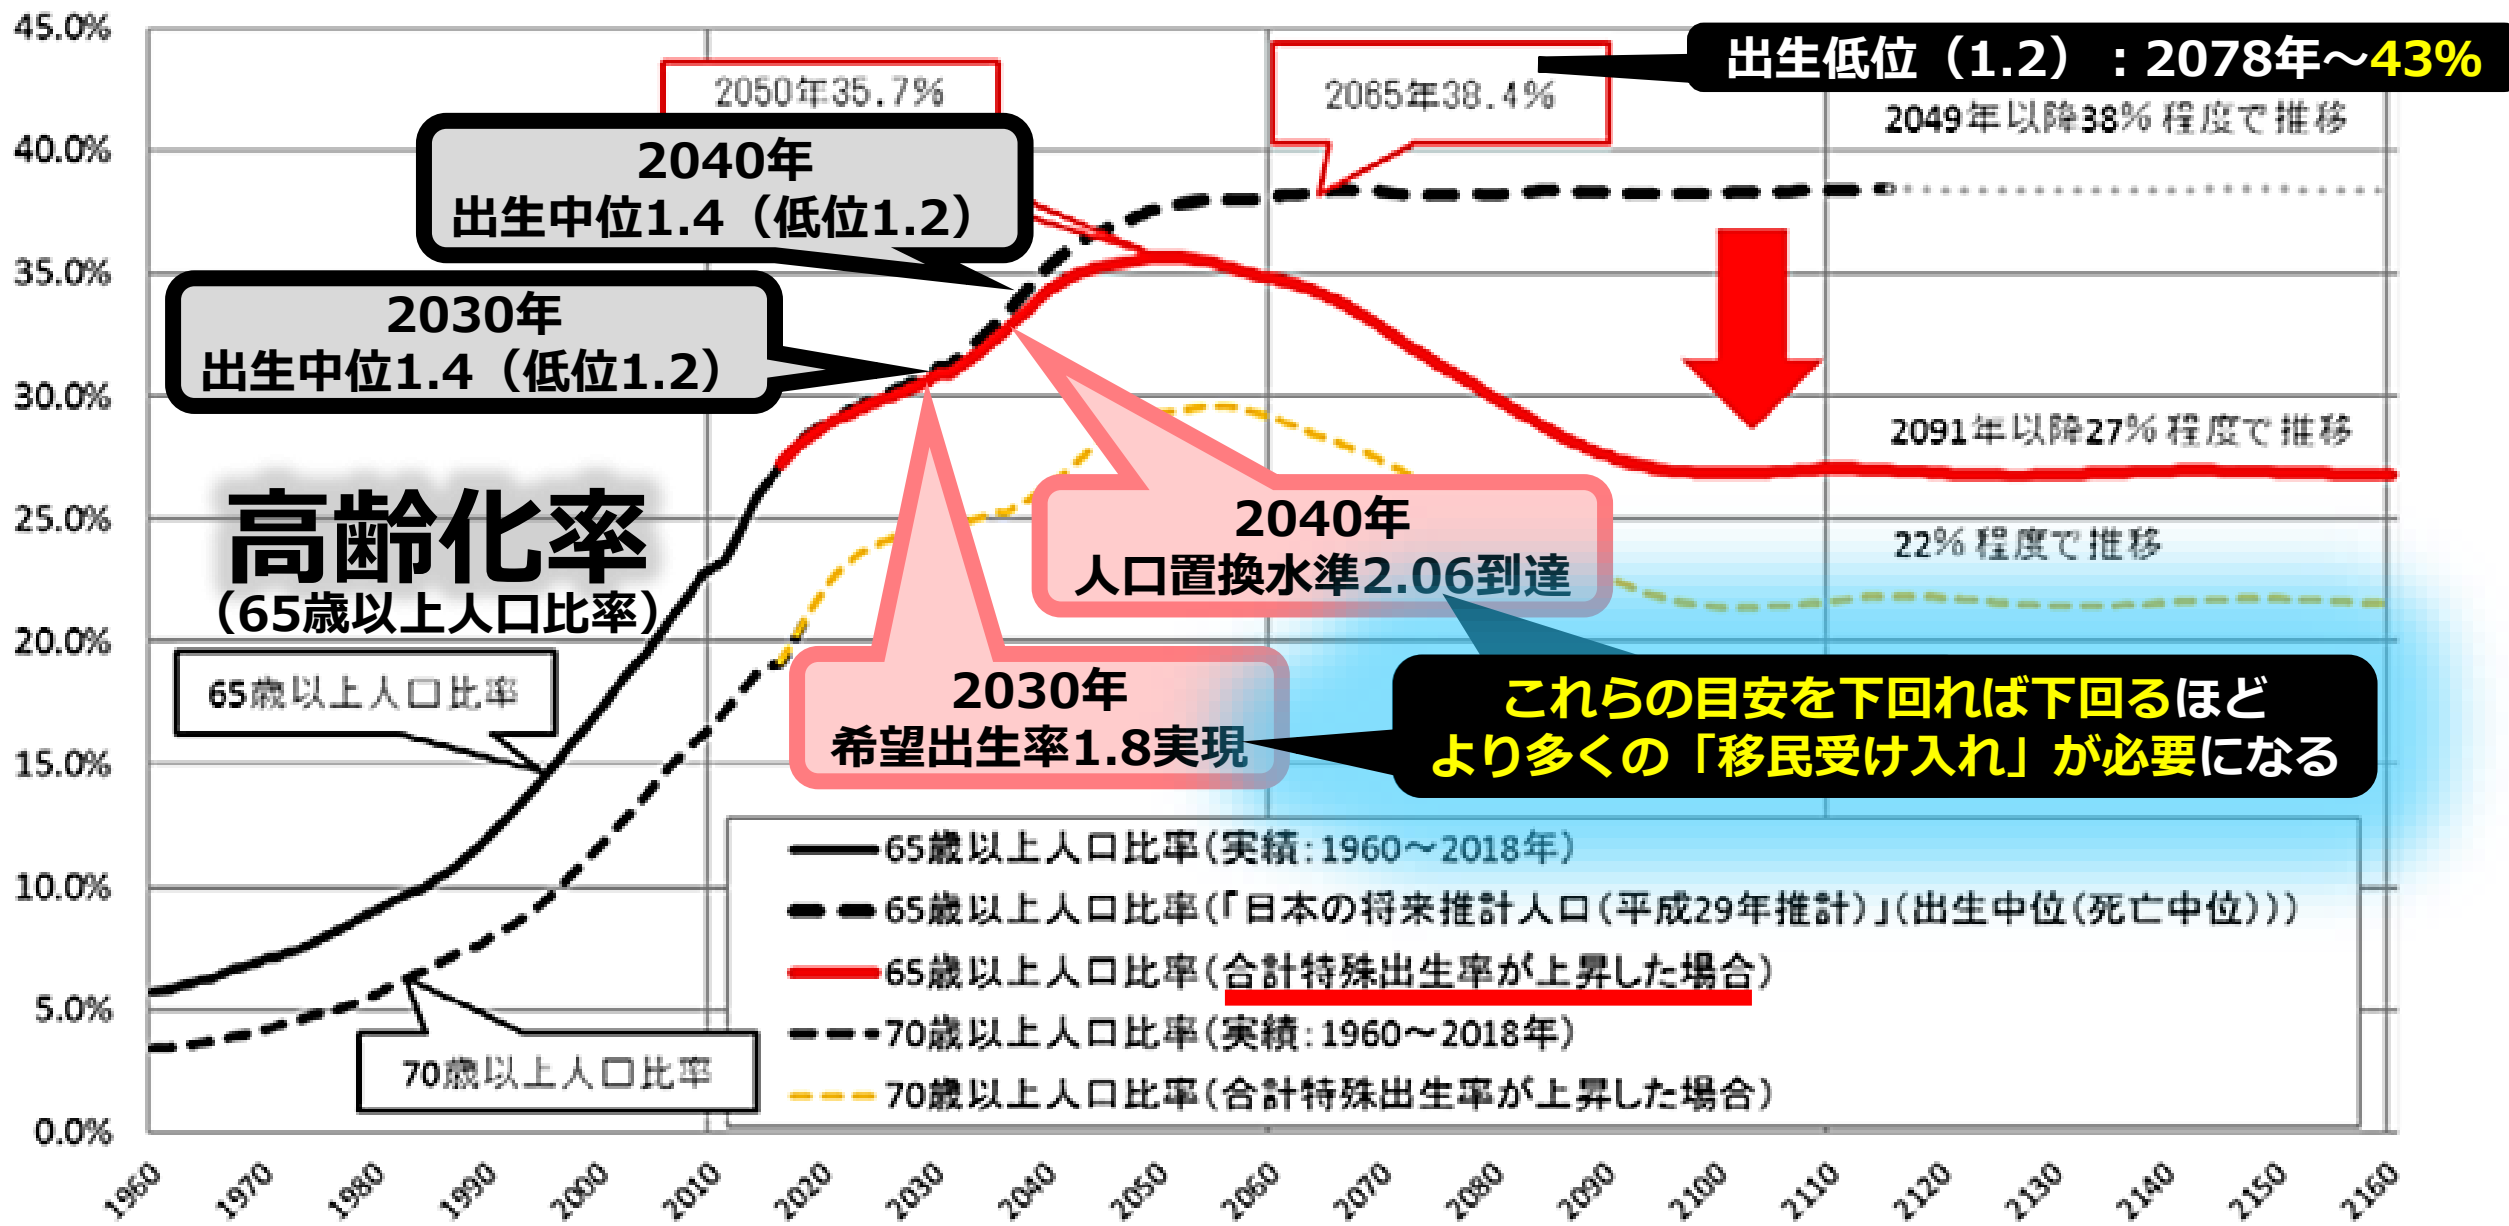 45.0%
40.0%
35.0%
30.0%
25.0%
20.0%
15.0%
10.0%
5.0%
0.0%
出生低位（1.2）：2078年～43%
2050年35.7%
2065年38.4%
2049年以降38%程度で推移
2040年
出生中位1.4（低位1.2）
2030年
出生中位1.4（低位1.2）
2091年以降27%程度で推移
高齢化率
（65歳以上人口比率）
2040年
人口置換水準2.06到達
22%程度で推移
65歳以上人口比率
2030年
希望出生率1.8実現
これらの目安を下回れば下回るほど
より多くの「移民受け入れ」が必要になる
70歳以上人口比率
65歳以上人口比率(実績:1960～2018年)
65歳以上人口比率(「日本の将来推計人口(平成29年推計)」(出生中位(死亡中位)))
65歳以上人口比率(合計特殊出生率が上昇した場合)
70歳以上人口比率(実績:1960～2018年)
70歳以上人口比率(合計特殊出生率が上昇した場合)
1960 1970 1980 1990 2000 2010 2020 2030 2040 2050 2060 2070 2080 2090 2100 2110 2120 2130 2140 2150 2160